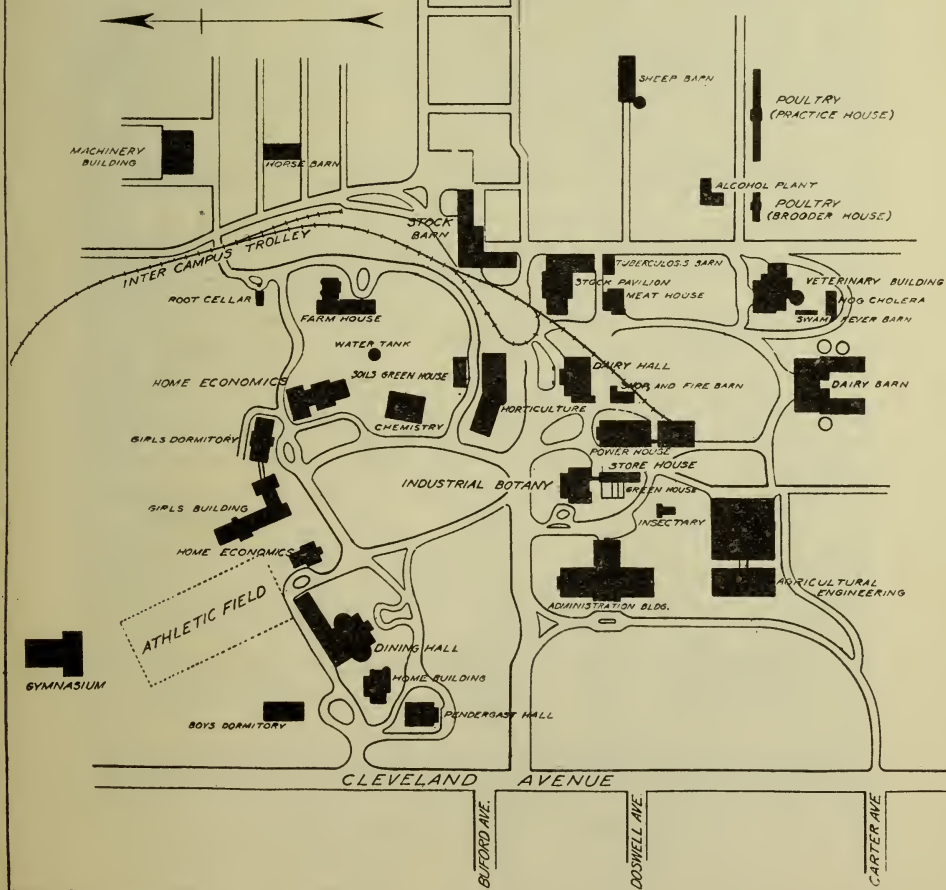 SHEEP BARN
POULTRY
(PRACTICE HOUSE)
MACHINERY
BUILDING
HORSE BARN
ALCOHOL PLANT
POULTRY
(BROODER HOUSE)
STOCK
BARN
INTER CAMPUS TROLLEY
TUBERCULOSIS BARN
STOCK PAVILION
MEAT HOUSE
VETERINARY BUILDING
HOG CHOLERA
SWAMP FEVER BARN
ROOT CELLAR
FARM HOUSE
WATER TANK
HOME ECONOMICS
SOILS GREEN HOUSE
DAIRY HALL
SHOP AND FIRE BARN
DAIRY BARN
HORTICULTURE
CHEMISTRY
GIRLS DORMITORY
POWER HOUSE
STORE HOUSE
INDUSTRIAL BOTANY
GREEN HOUSE
GIRLS BUILDING
INSECTARY
HOME ECONOMICS
AGRICULTURAL
ENGINEERING
ADMINISTRATION BLDG.
ATHLETIC FIELD
DINING HALL
HOME BUILDING
GYMNASIUM
BOYS DORMITORY
PENDERGAST HALL
CLEVELAND AVENUE
BUFORD AVE.
DOSWELL AVE.
CARTER AVE.